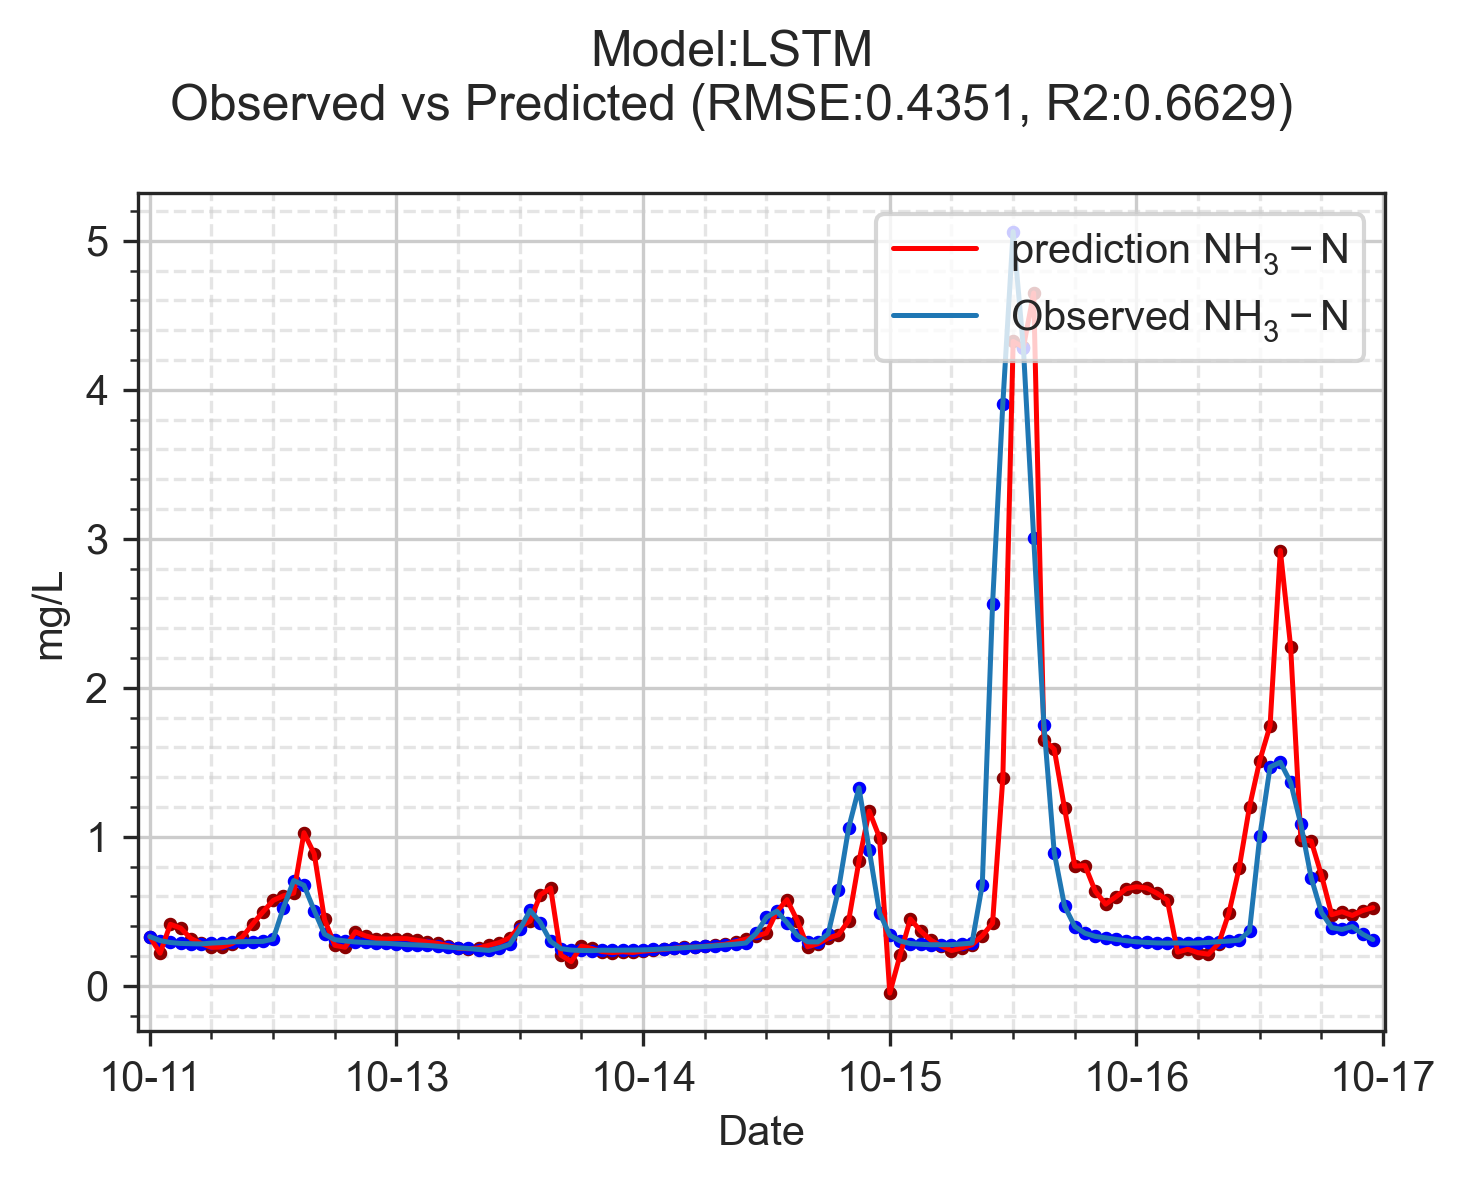 Model:LSTM
Observed vs Predicted (RMSE:0.4351, R2:0.6629)
prediction NH₃ − N
Observed NH₃ − N
5
4
3
2
1
0
mg/L
10-11 10-13 10-14 10-15 10-16 10-17
Date